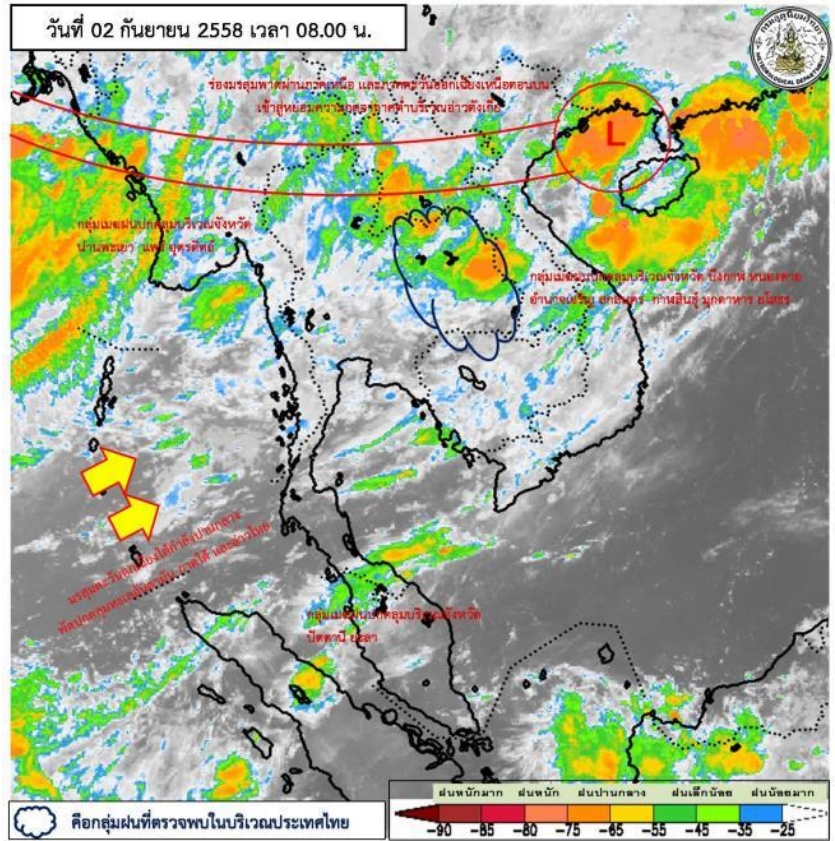 วันที่ 02 กันยายน 2558 เวลา 08.00 น.
กรมอุตุนิยมวิทยา
METEOROLOGICAL DEPARTMENT
ร่องมรสุมพาดผ่านภาคเหนือ และภาคตะวันออกเฉียงเหนือตอนบน
เข้าสู่หย่อมความกดอากาศต่ำบริเวณอ่าวตังเกี๋ย
L
กลุ่มเมฆฝนปกคลุมบริเวณจังหวัด
น่านพะเยา แพร่ อุตรดิตถ์
กลุ่มเมฆฝนปกคลุมบริเวณจังหวัด บึงกาฬ หนองคาย
อำนาจเจริญ สกลนคร กาฬสินธุ์ มุกดาหาร ยโสธร
มรสุมตะวันตกเฉียงใต้กำลังปานกลาง
พัดปกคลุมทะเลอันดามัน ภาคใต้ และอ่าวไทย
กลุ่มเมฆฝนปกคลุมบริเวณจังหวัด
ปัตตานี ยะลา
คือกลุ่มฝนที่ตรวจพบในบริเวณประเทศไทย
ฝนหนักมาก ฝนหนัก ฝนปานกลาง ฝนเล็กน้อย ฝนน้อยมาก
-90 -85 -80 -75 -65 -55 -45 -35 -25